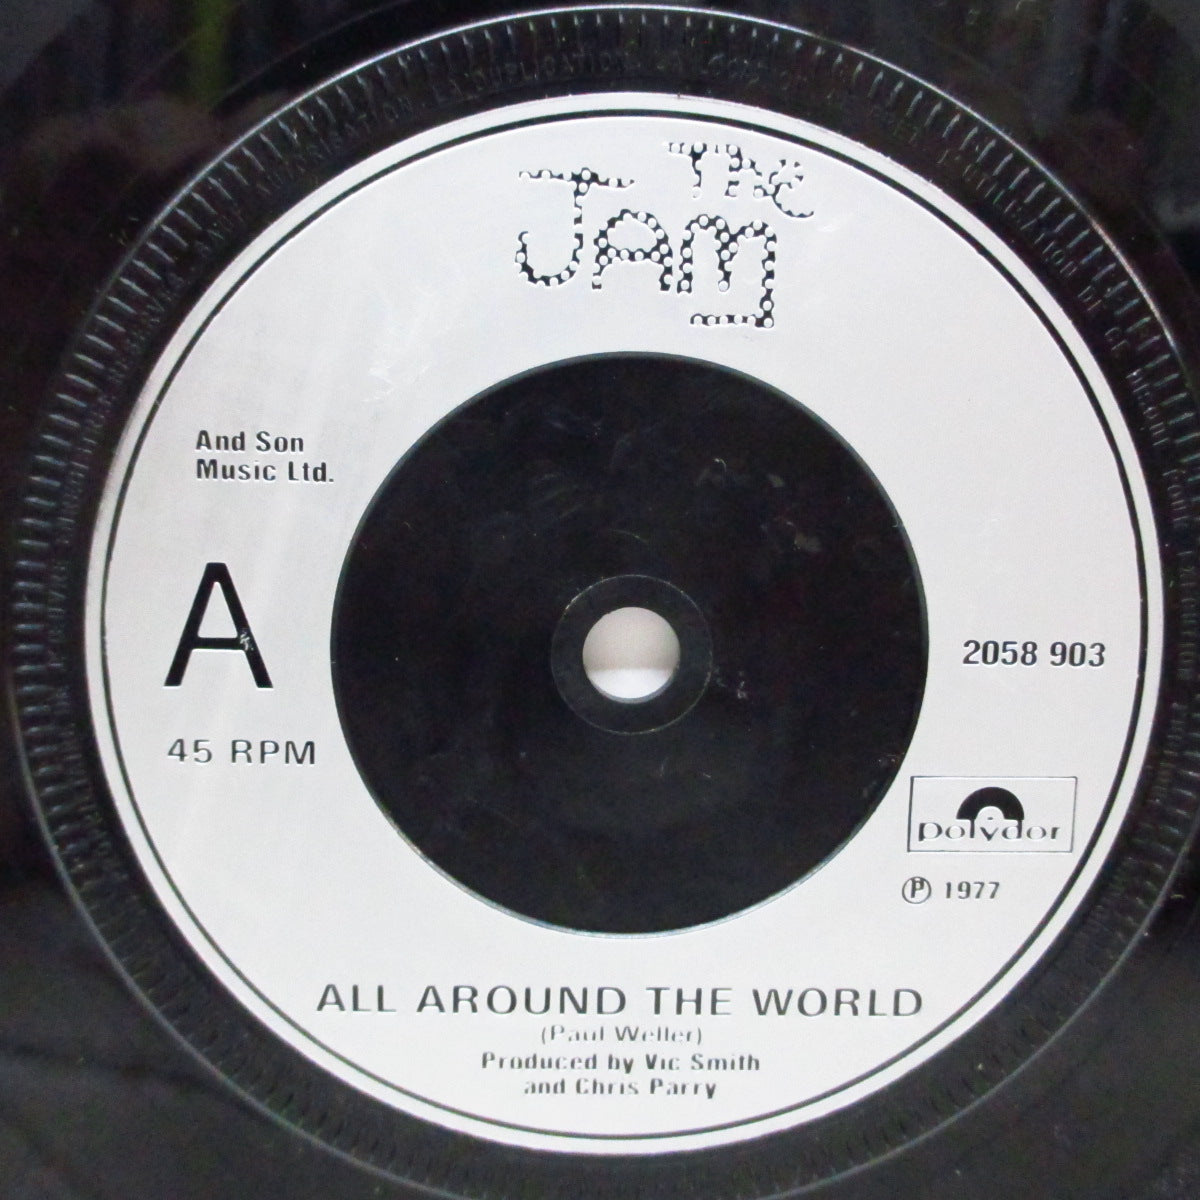 The
JAM
And Son
Music Ltd.
A
45 RPM
2058 903
polydor
℗ 1977
ALL AROUND THE WORLD
(Paul Weller)
Produced by Vic Smith
and Chris Parry